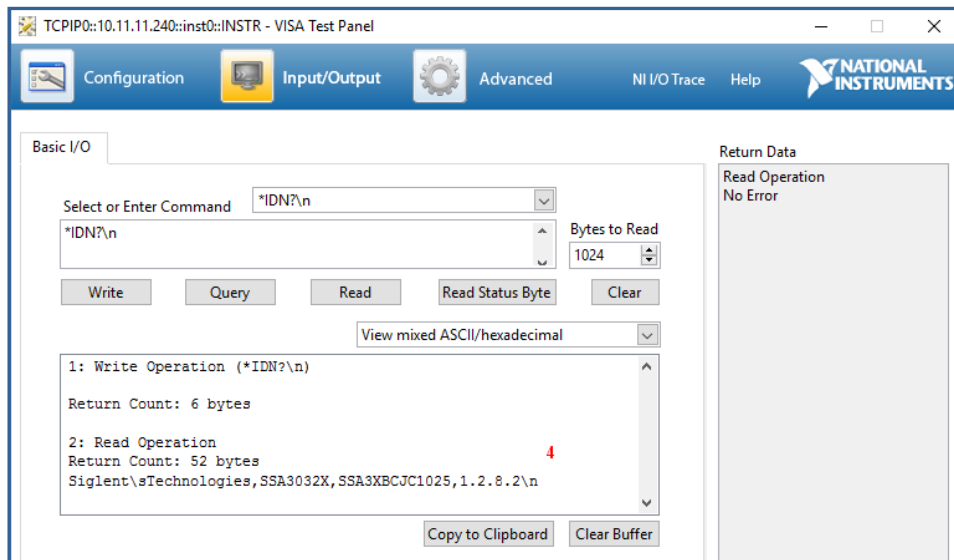 TCPIP0::10.11.11.240::inst0::INSTR - VISA Test Panel
Configuration
Input/Output
Advanced
NI I/O Trace
Help
NATIONAL
INSTRUMENTS
Basic I/O
Return Data
Read Operation
No Error
Select or Enter Command
*IDN?\n
*IDN?\n
Bytes to Read
1024
Write
Query
Read
Read Status Byte
Clear
View mixed ASCII/hexadecimal
1: Write Operation (*IDN?\n)
Return Count: 6 bytes
2: Read Operation
4
Return Count: 52 bytes
Siglent\sTechnologies,SSA3032X,SSA3XBCJC1025,1.2.8.2\n
Copy to Clipboard
Clear Buffer